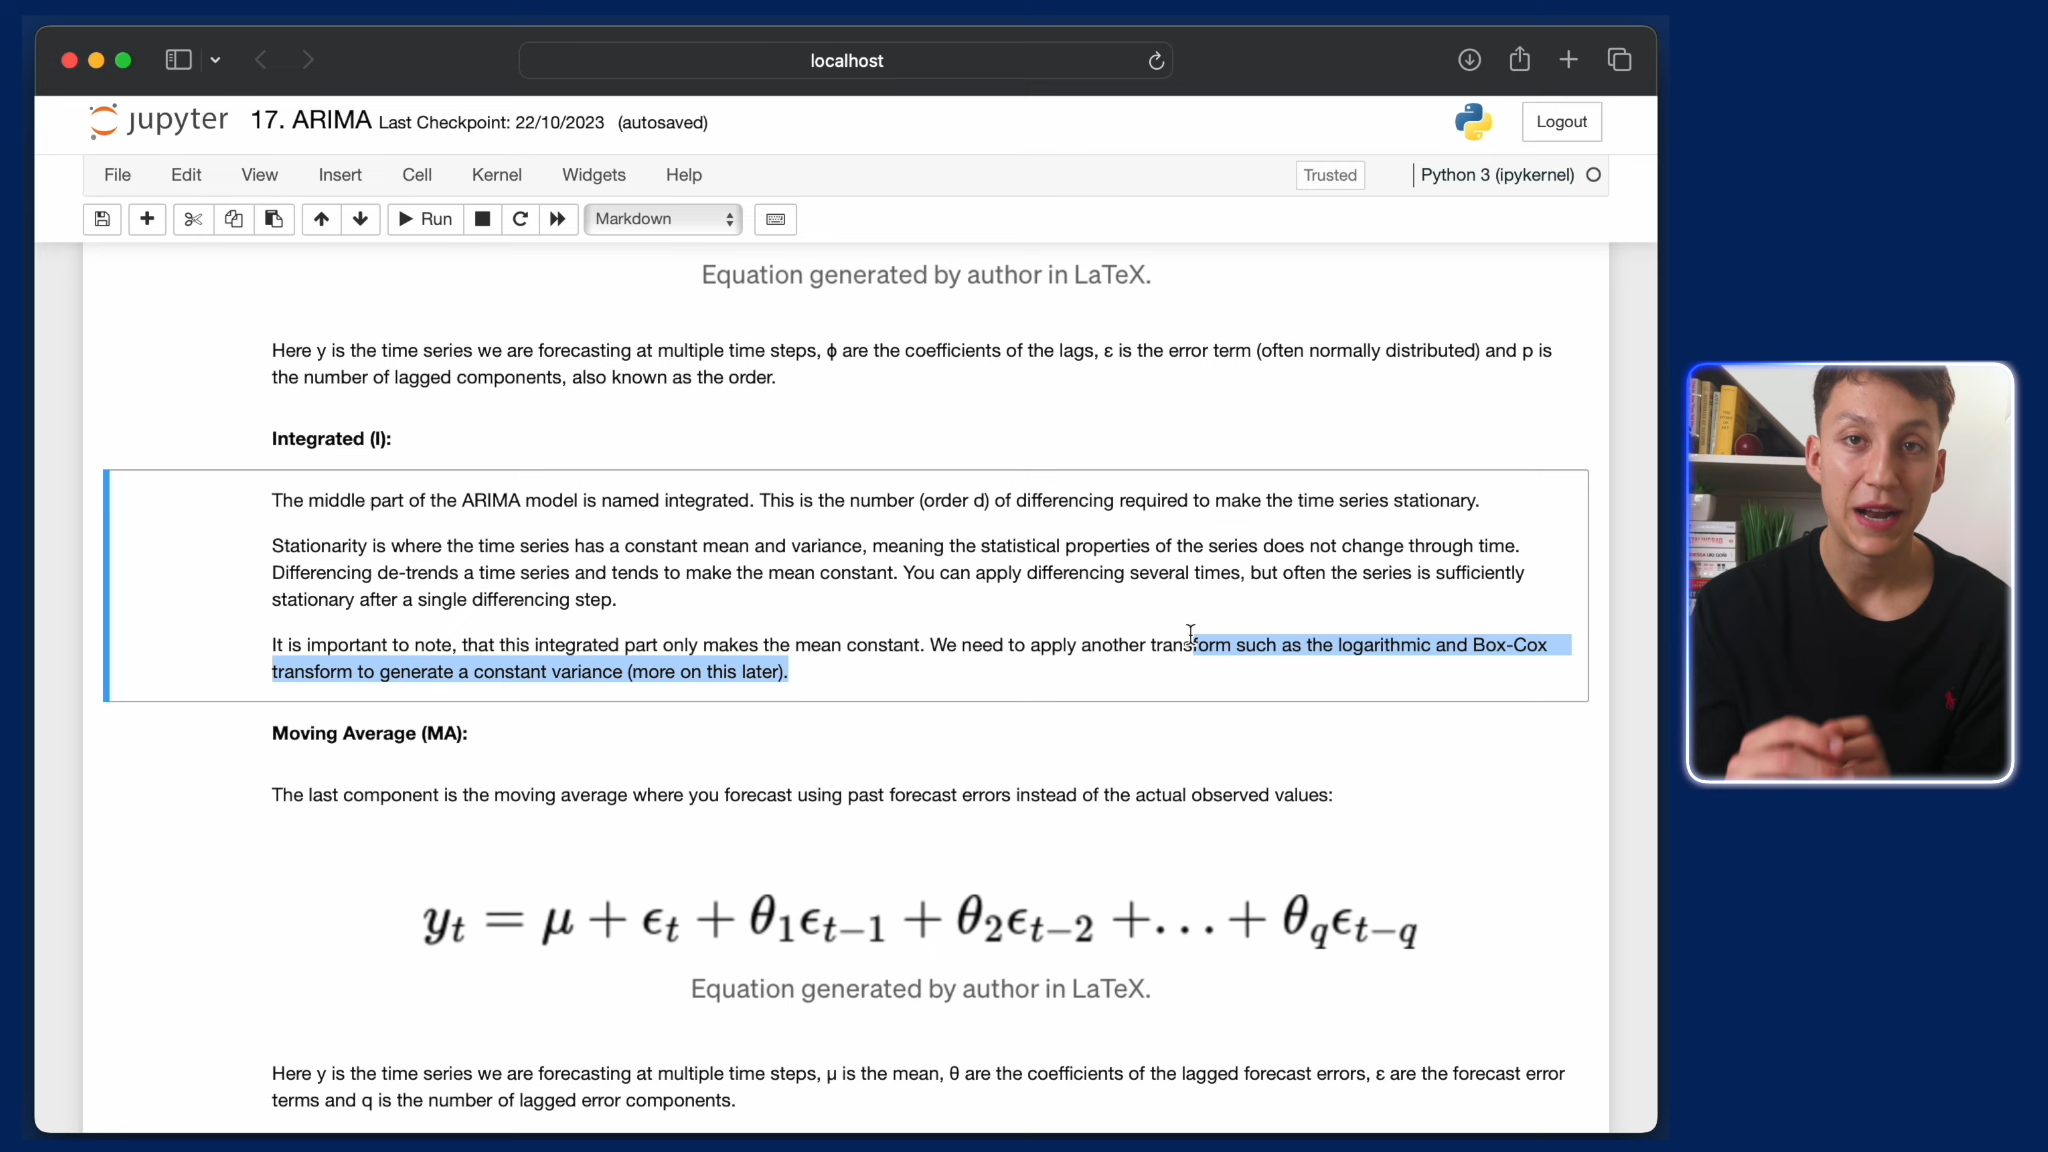 localhost
jupyter 17. ARIMA Last Checkpoint: 22/10/2023 (autosaved)
Logout
File Edit View Insert Cell Kernel Widgets Help
Trusted
Python 3 (ipykernel)
Run
Markdown
Equation generated by author in LaTeX.
Here y is the time series we are forecasting at multiple time steps, ϕ are the coefficients of the lags, ε is the error term (often normally distributed) and p is
the number of lagged components, also known as the order.
Integrated (I):
The middle part of the ARIMA model is named integrated. This is the number (order d) of differencing required to make the time series stationary.
Stationarity is where the time series has a constant mean and variance, meaning the statistical properties of the series does not change through time.
Differencing de-trends a time series and tends to make the mean constant. You can apply differencing several times, but often the series is sufficiently
stationary after a single differencing step.
It is important to note, that this integrated part only makes the mean constant. We need to apply another transform such as the logarithmic and Box-Cox
transform to generate a constant variance (more on this later).
Moving Average (MA):
The last component is the moving average where you forecast using past forecast errors instead of the actual observed values:
y_t = μ + ϵ_t + θ_1ϵ_{t−1} + θ_2ϵ_{t−2} +...+ θ_qϵ_{t−q}
Equation generated by author in LaTeX.
Here y is the time series we are forecasting at multiple time steps, μ is the mean, θ are the coefficients of the lagged forecast errors, ε are the forecast error
terms and q is the number of lagged error components.